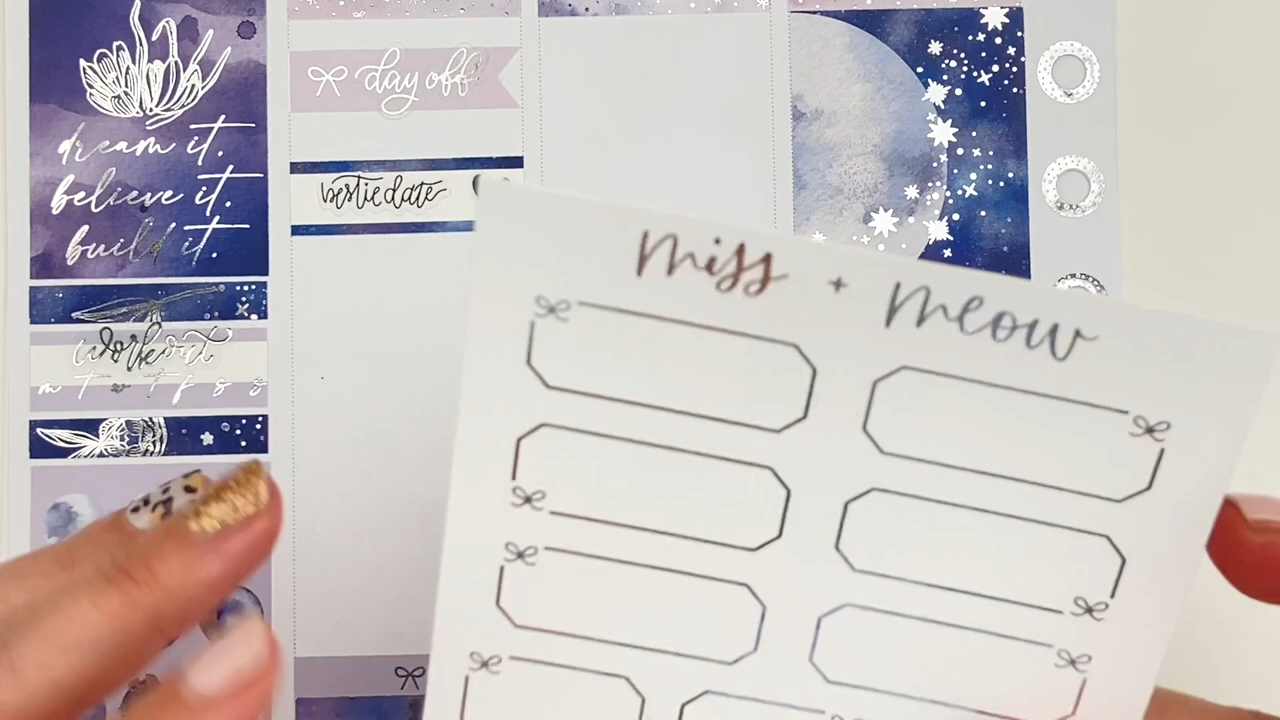 dream it.
believe it.
build it.
workout
m t w t f s s
day off
bestie date
miss + meow